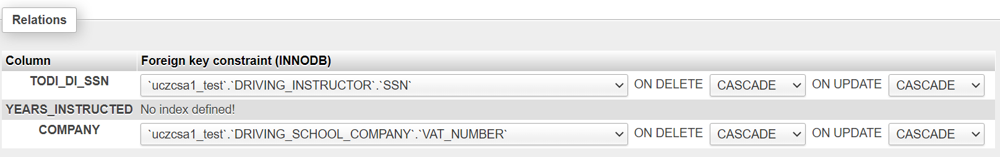 Relations
Column Foreign key constraint (INNODB)
TODI_DI_SSN `uczcsa1_test`.`DRIVING_INSTRUCTOR`.`SSN` ON DELETE CASCADE ON UPDATE CASCADE
YEARS_INSTRUCTED No index defined!
COMPANY `uczcsa1_test`.`DRIVING_SCHOOL_COMPANY`.`VAT_NUMBER` ON DELETE CASCADE ON UPDATE CASCADE